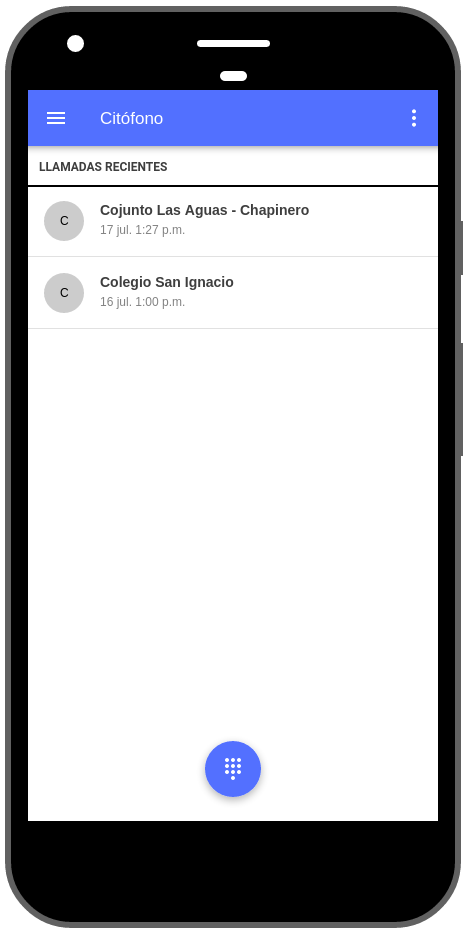 Citófono
LLAMADAS RECIENTES
C
Cojunto Las Aguas - Chapinero
17 jul. 1:27 p.m.
C
Colegio San Ignacio
16 jul. 1:00 p.m.